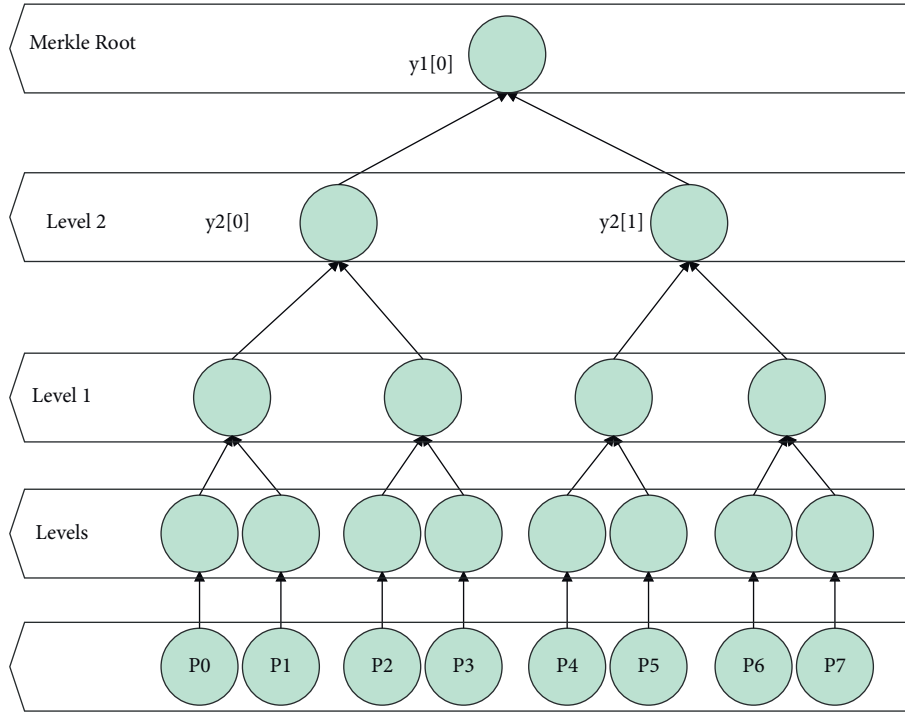 Merkle Root
y1[0]
Level 2
y2[0]
y2[1]
Level 1
Levels
P0
P1
P2
P3
P4
P5
P6
P7